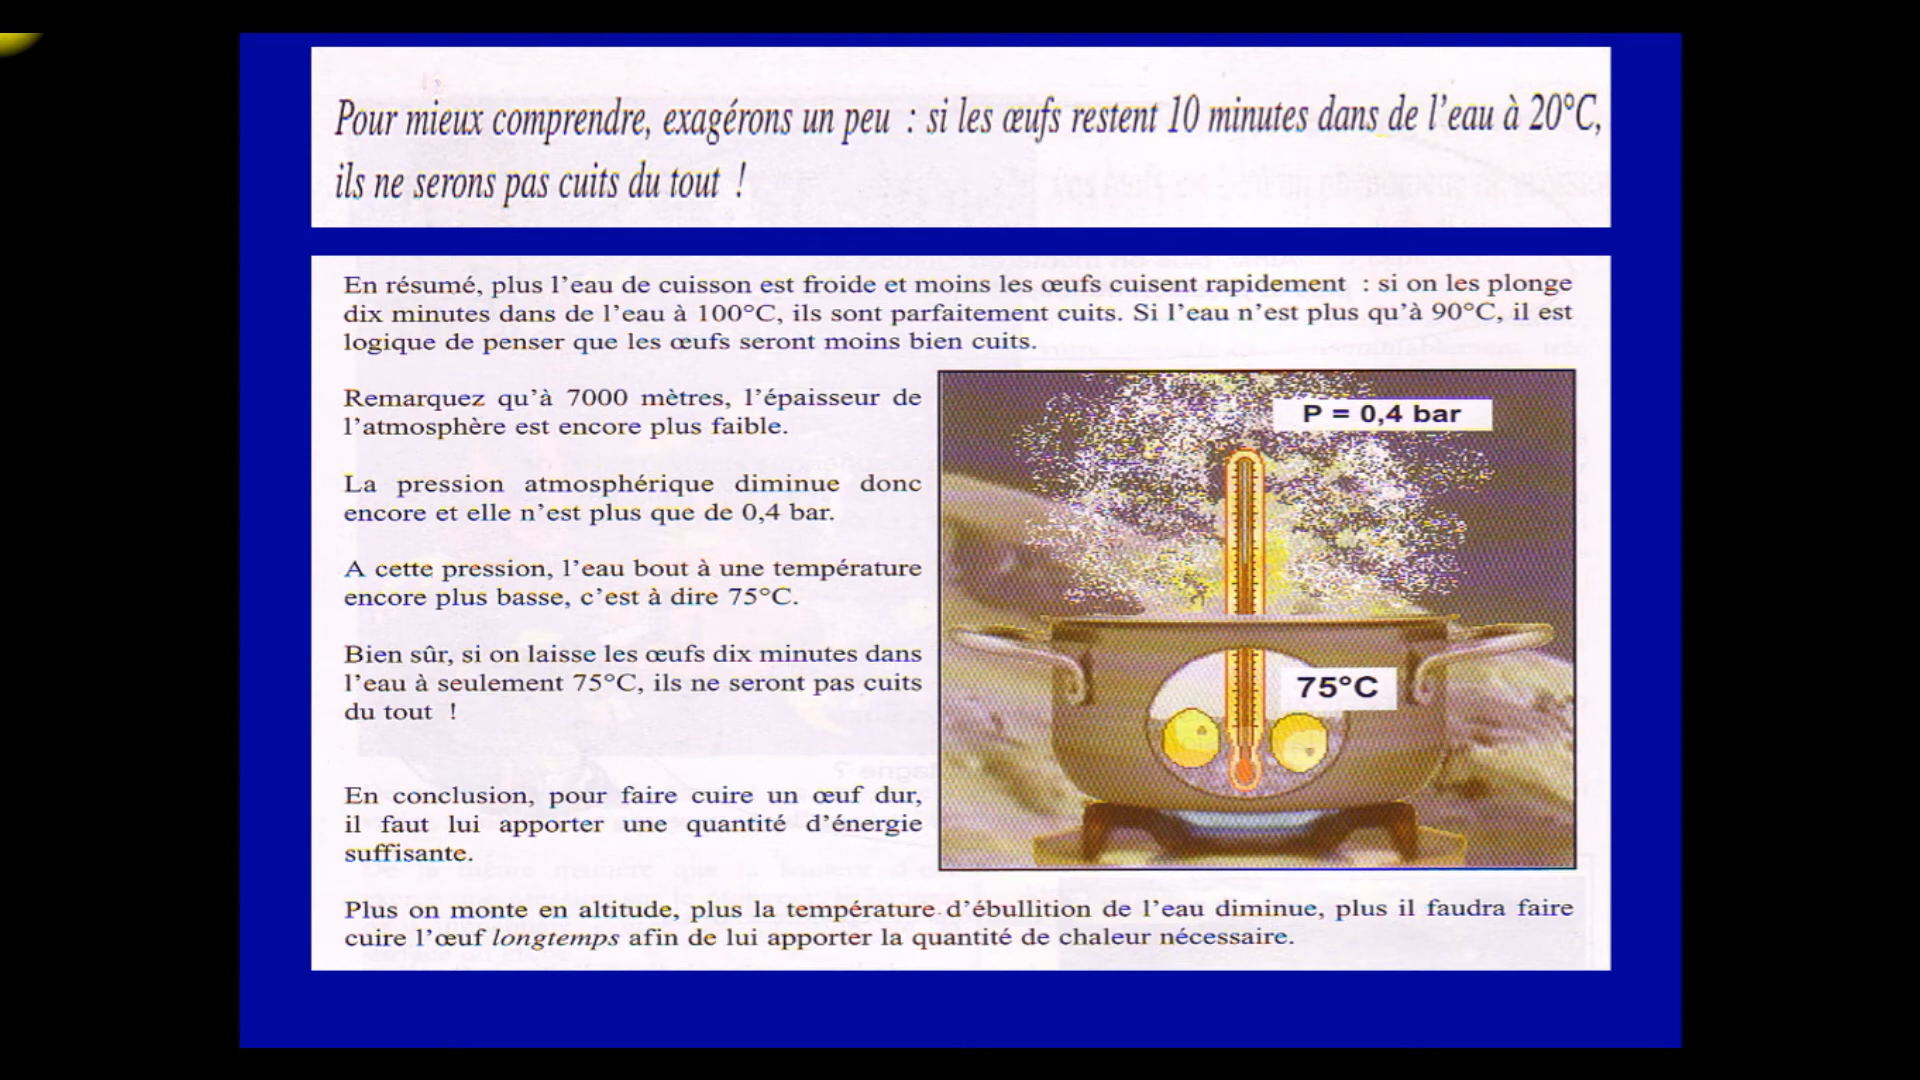 Pour mieux comprendre, exagérons un peu : si les œufs restent 10 minutes dans de l'eau à 20°C,
ils ne serons pas cuits du tout !
En résumé, plus l'eau de cuisson est froide et moins les œufs cuisent rapidement : si on les plonge
dix minutes dans de l'eau à 100°C, ils sont parfaitement cuits. Si l'eau n'est plus qu'à 90°C, il est
logique de penser que les œufs seront moins bien cuits.
Remarquez qu'à 7000 mètres, l'épaisseur de
l'atmosphère est encore plus faible.
La pression atmosphérique diminue donc
encore et elle n'est plus que de 0,4 bar.
A cette pression, l'eau bout à une température
encore plus basse, c'est à dire 75°C.
Bien sûr, si on laisse les œufs dix minutes dans
l'eau à seulement 75°C, ils ne seront pas cuits
du tout !
En conclusion, pour faire cuire un œuf dur,
il faut lui apporter une quantité d'énergie
suffisante.
P = 0,4 bar
75°C
Plus on monte en altitude, plus la température d'ébullition de l'eau diminue, plus il faudra faire
cuire l'œuf longtemps afin de lui apporter la quantité de chaleur nécessaire.